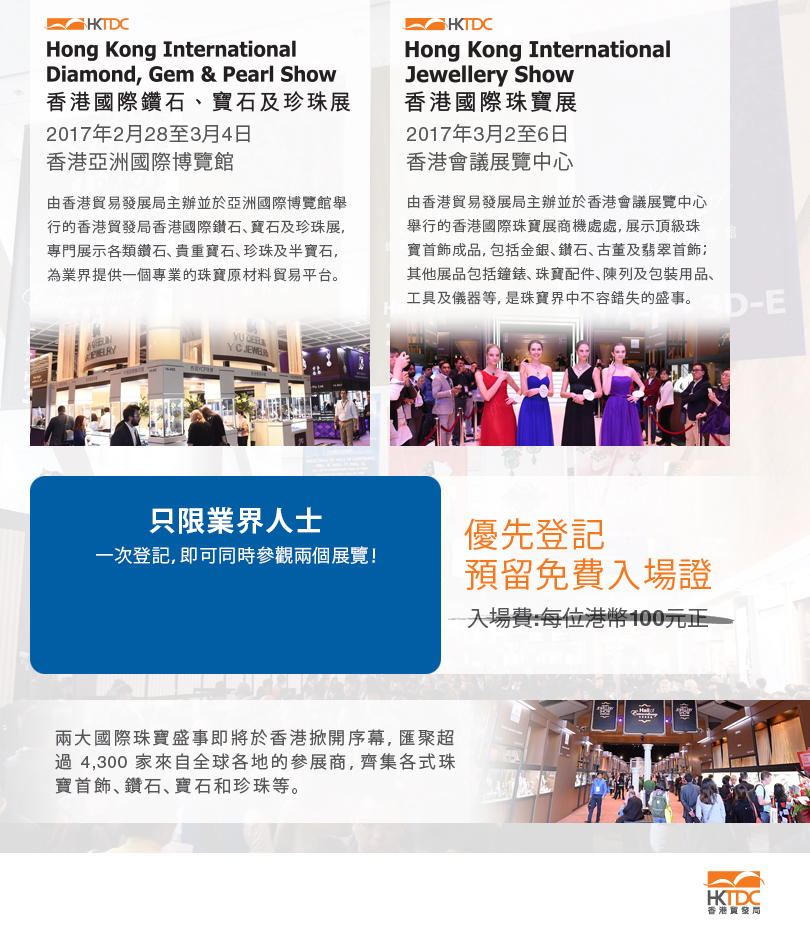 HKTDC
Hong Kong International
Diamond, Gem & Pearl Show
香港國際鑽石、寶石及珍珠展
2017年2月28至3月4日
香港亞洲國際博覽館
由香港貿易發展局主辦並於亞洲國際博覽館舉
行的香港貿發局香港國際鑽石、寶石及珍珠展,
專門展示各類鑽石、貴重寶石、珍珠及半寶石,
為業界提供一個專業的珠寶原材料貿易平台。
HKTDC
Hong Kong International
Jewellery Show
香港國際珠寶展
2017年3月2至6日
香港會議展覽中心
由香港貿易發展局主辦並於香港會議展覽中心
舉行的香港國際珠寶展商機處處, 展示頂級珠
寶首飾成品, 包括金銀、鑽石、古董及翡翠首飾;
其他展品包括鐘錶、珠寶配件、陳列及包裝用品、
工具及儀器等, 是珠寶界中不容錯失的盛事。
D-E
只限業界人士
一次登記, 即可同時參觀兩個展覽!
優先登記
預留免費入場證
入場費:每位港幣100元正
兩大國際珠寶盛事即將於香港掀開序幕, 匯聚超
過 4,300 家來自全球各地的參展商, 齊集各式珠
寶首飾、鑽石、寶石和珍珠等。
Hall of
HKTDC
香港貿發局